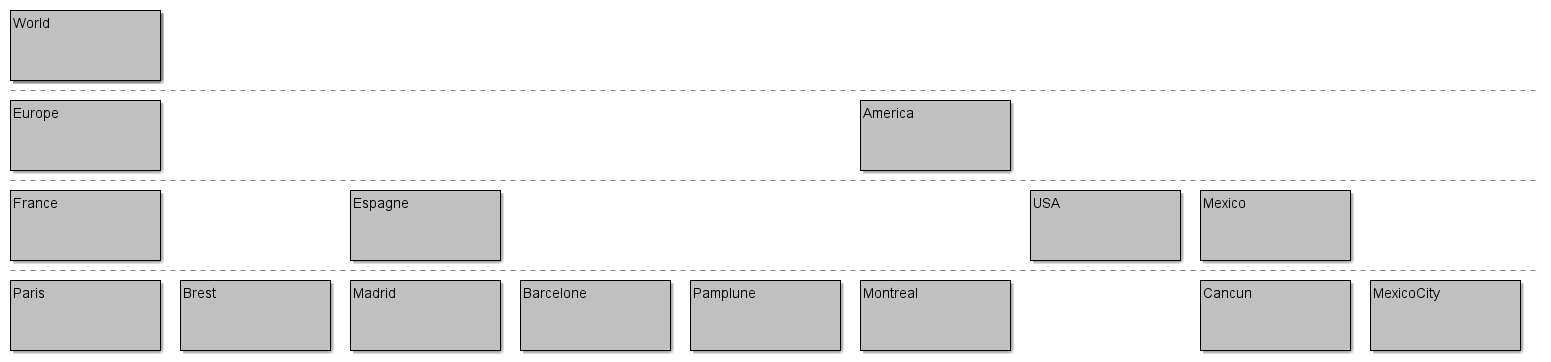 World
Europe
America
France
Espagne
USA
Mexico
Paris
Brest
Madrid
Barcelone
Pamplune
Montreal
Cancun
MexicoCity